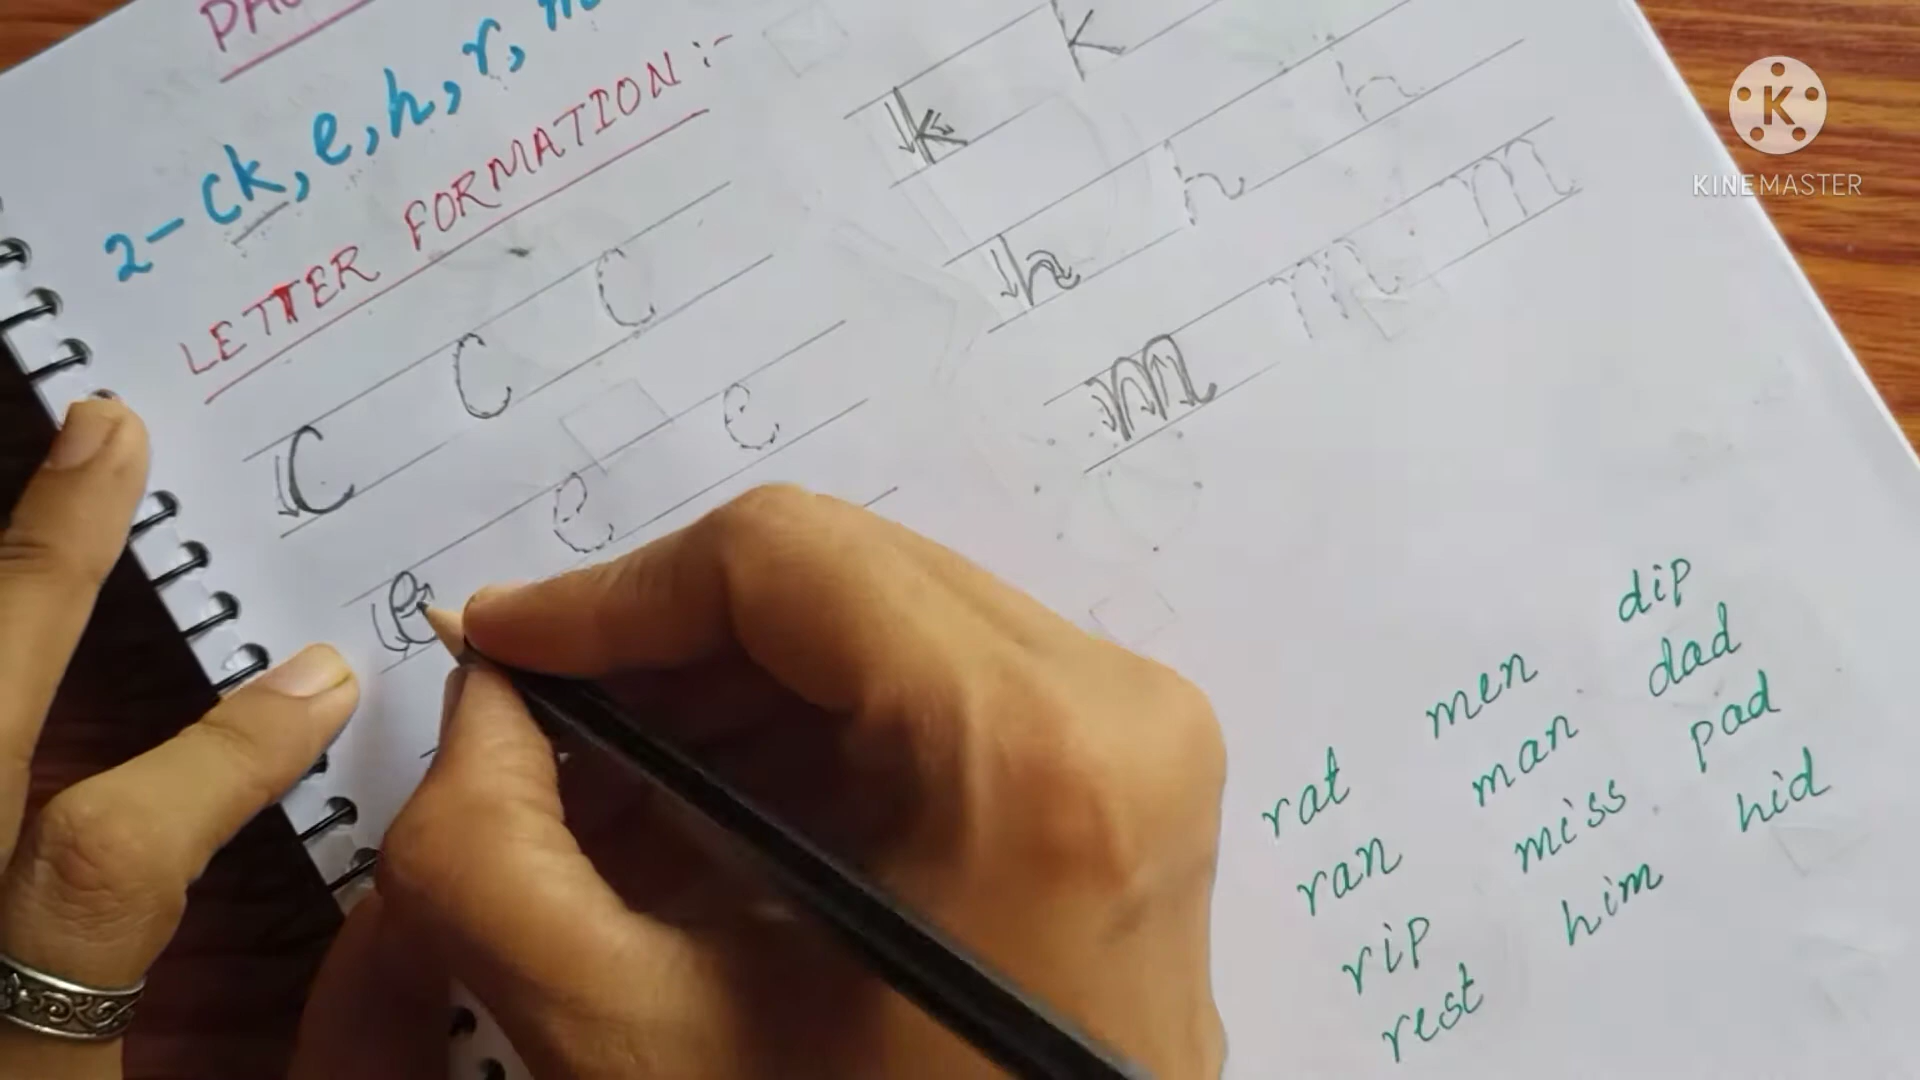 2- ck, e, h, r, m
LETTER FORMATION :-
c c c
e e e
k k
h h h
m m m
rat men dip
ran man dad
rip miss pad
rest him hid
KINEMASTER